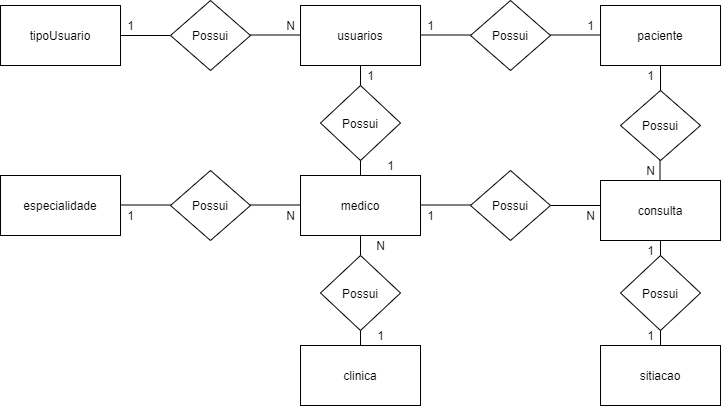 tipoUsuario 1 Possui N usuarios 1 Possui 1 paciente
1 1
Possui Possui
1 N
especialidade 1 Possui N medico 1 Possui N consulta
N 1
Possui Possui
1 1
clinica sitiacao